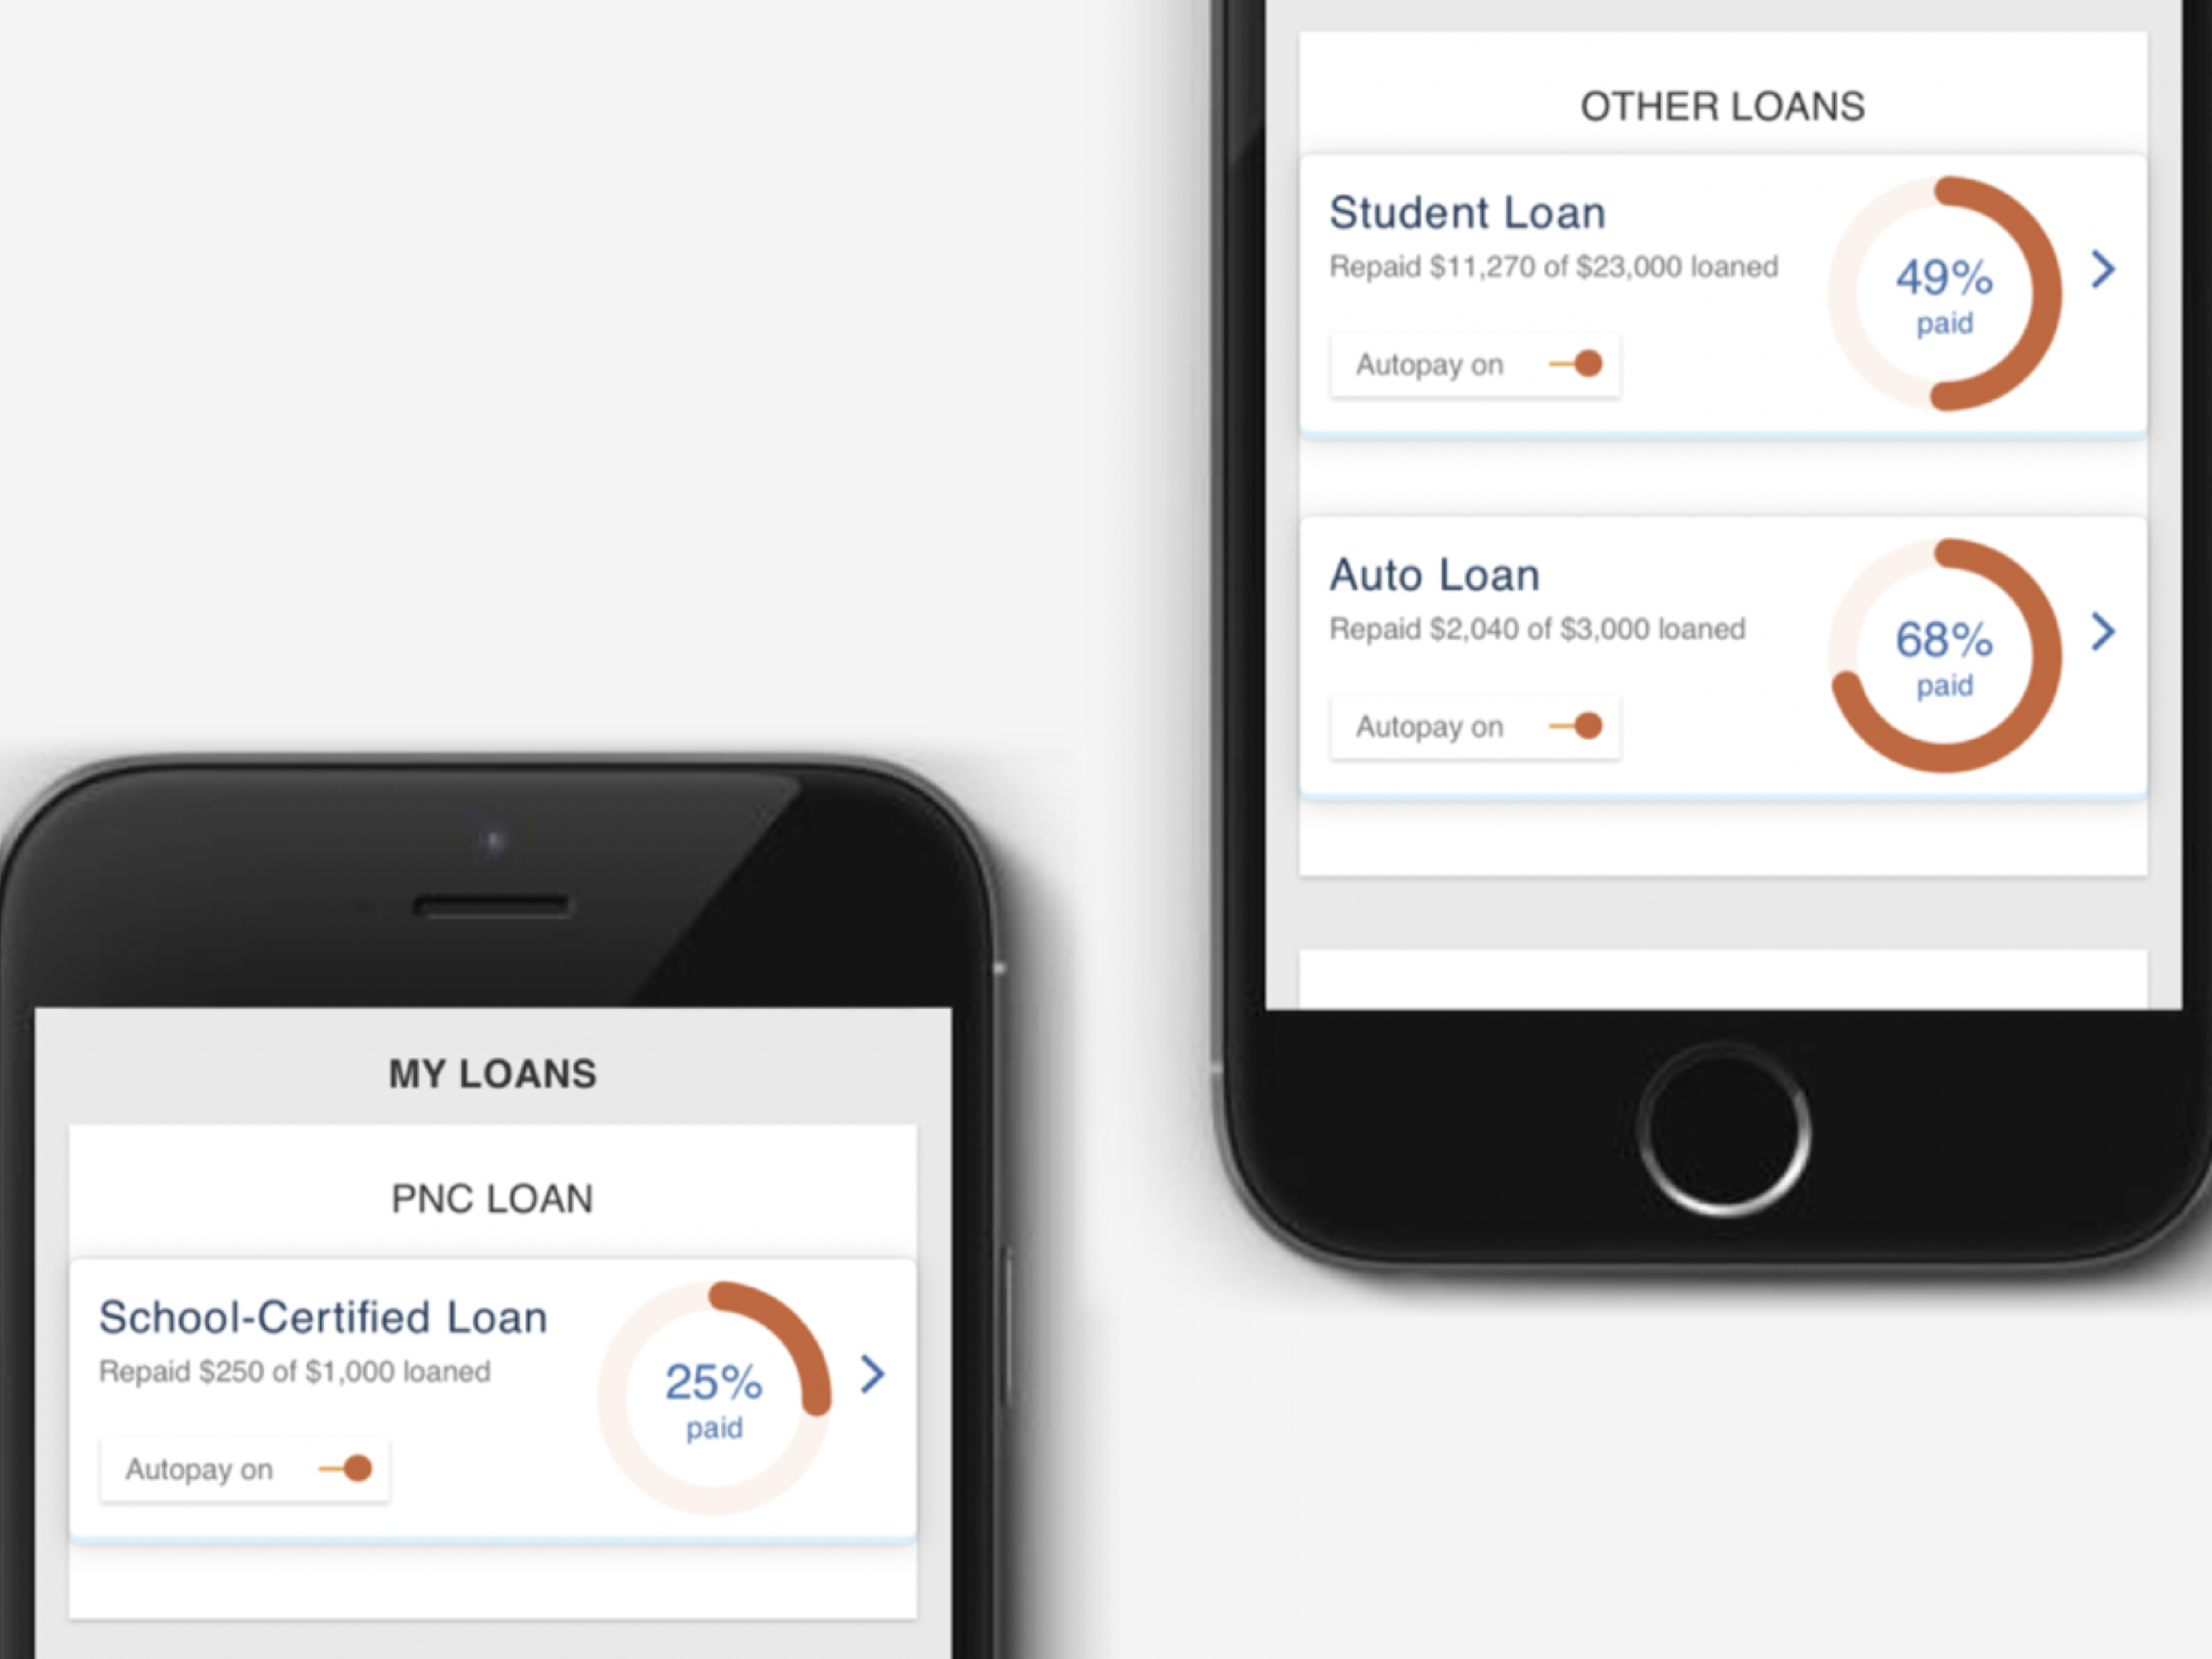 OTHER LOANS
Student Loan
Repaid $11,270 of $23,000 loaned
49%
paid
Autopay on
Auto Loan
Repaid $2,040 of $3,000 loaned
68%
paid
Autopay on
MY LOANS
PNC LOAN
School-Certified Loan
Repaid $250 of $1,000 loaned
25%
paid
Autopay on